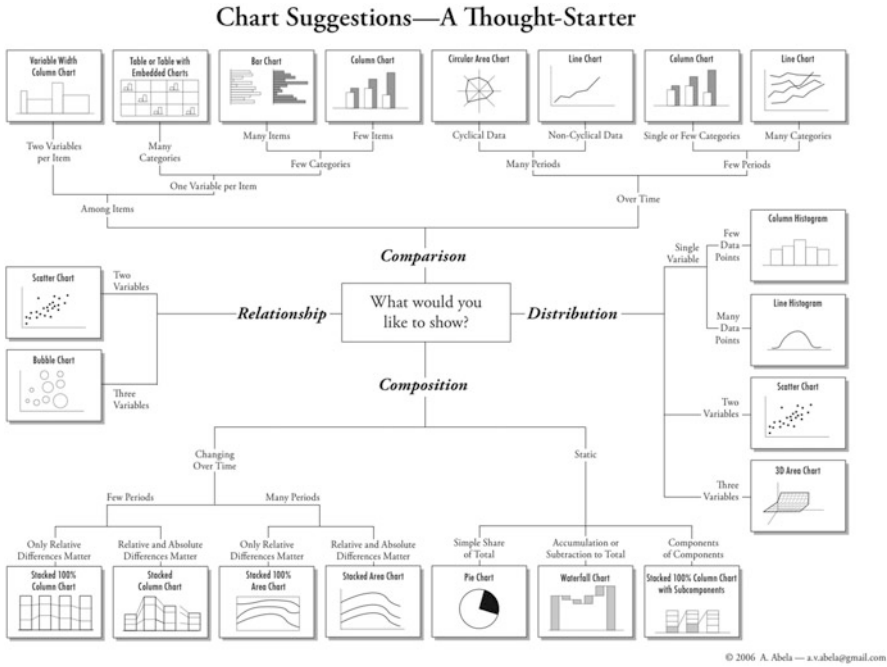 Chart Suggestions—A Thought-Starter
Variable Width
Column Chart
Table or Table with
Embedded Charts
Bar Chart
Column Chart
Circular Area Chart
Line Chart
Column Chart
Line Chart
Two Variables
per Item
Many
Categories
Many Items
Few Items
Cyclical Data
Non-Cyclical Data
Single or Few Categories
Many Categories
Few Categories
Many Periods
Few Periods
One Variable per Item
Over Time
Among Items
Comparison
Single
Variable
Few
Data
Points
Column Histogram
Many
Data
Points
Line Histogram
Scatter Chart
Two
Variables
Relationship
What would you
like to show?
Distribution
Bubble Chart
Three
Variables
Two
Variables
Scatter Chart
Three
Variables
3D Area Chart
Composition
Changing
Over Time
Static
Few Periods
Many Periods
Only Relative
Differences Matter
Relative and Absolute
Differences Matter
Only Relative
Differences Matter
Relative and Absolute
Differences Matter
Simple Share
of Total
Accumulation or
Subtraction to Total
Components
of Components
Stacked 100%
Column Chart
Stacked
Column Chart
Stacked 100%
Area Chart
Stacked Area Chart
Pie Chart
Waterfall Chart
Stacked 100% Column Chart
with Subcomponents
© 2006 A. Abela — a.v.abela@gmail.com